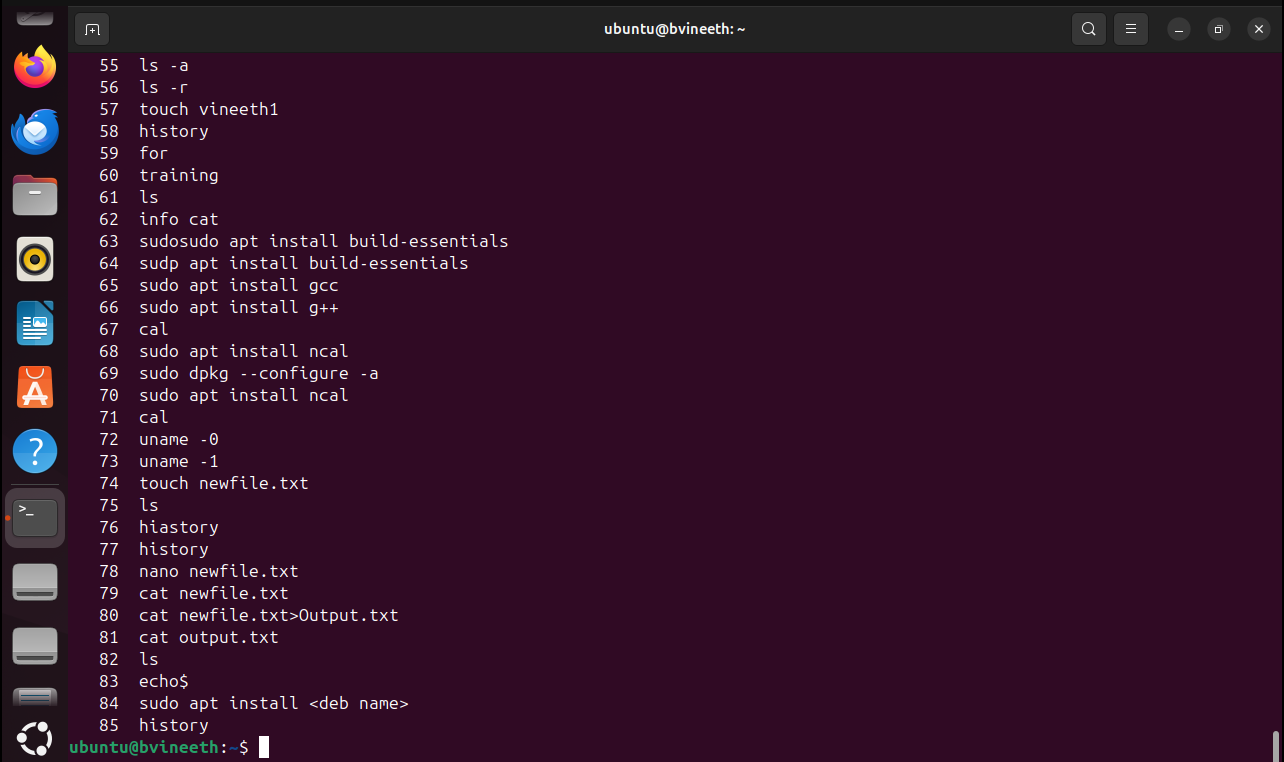 ubuntu@bvineeth: ~
55 ls -a
56 ls -r
57 touch vineeth1
58 history
59 for
60 training
61 ls
62 info cat
63 sudosudo apt install build-essentials
64 sudp apt install build-essentials
65 sudo apt install gcc
66 sudo apt install g++
67 cal
68 sudo apt install ncal
69 sudo dpkg --configure -a
70 sudo apt install ncal
71 cal
72 uname -0
73 uname -1
74 touch newfile.txt
75 ls
76 hiastory
77 history
78 nano newfile.txt
79 cat newfile.txt
80 cat newfile.txt>Output.txt
81 cat output.txt
82 ls
83 echo$
84 sudo apt install <deb name>
85 history
ubuntu@bvineeth:~$